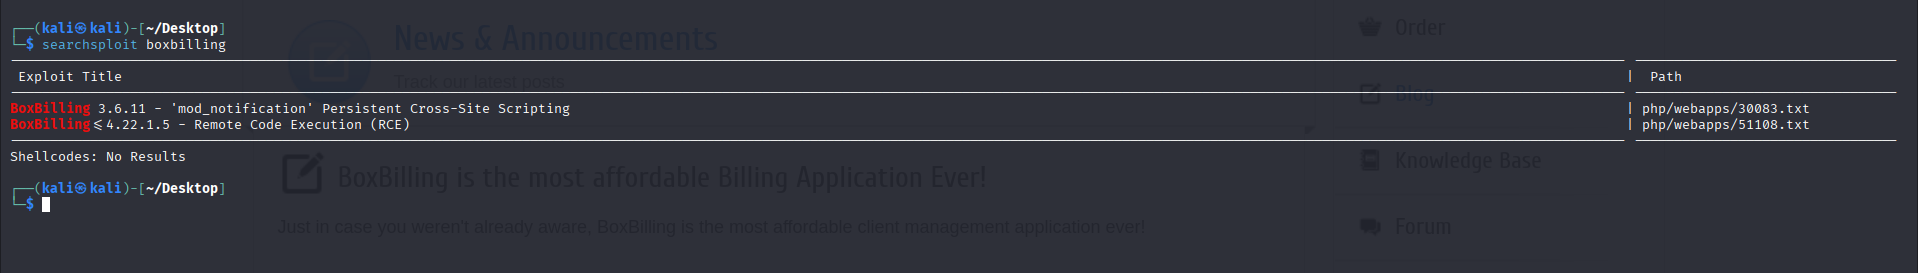 ┌──(kali㉿kali)-[~/Desktop]
└─$ searchsploit boxbilling
Exploit Title | Path
BoxBilling 3.6.11 - 'mod_notification' Persistent Cross-Site Scripting | php/webapps/30083.txt
BoxBilling≤4.22.1.5 - Remote Code Execution (RCE) | php/webapps/51108.txt
Shellcodes: No Results
┌──(kali㉿kali)-[~/Desktop]
└─$
News & Announcements
Track our latest posts
BoxBilling is the most affordable Billing Application Ever!
Just in case you weren't already aware, BoxBilling is the most affordable client management application ever!
Order
Blog
Knowledge Base
Forum